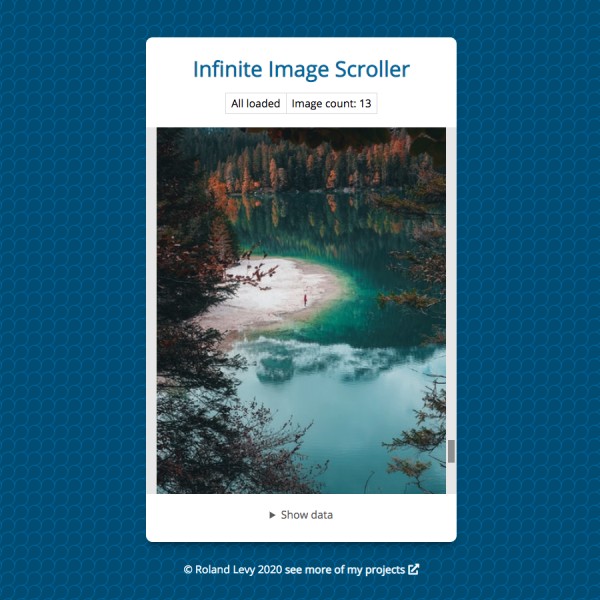 Infinite Image Scroller
All loaded Image count: 13
Show data
© Roland Levy 2020 see more of my projects